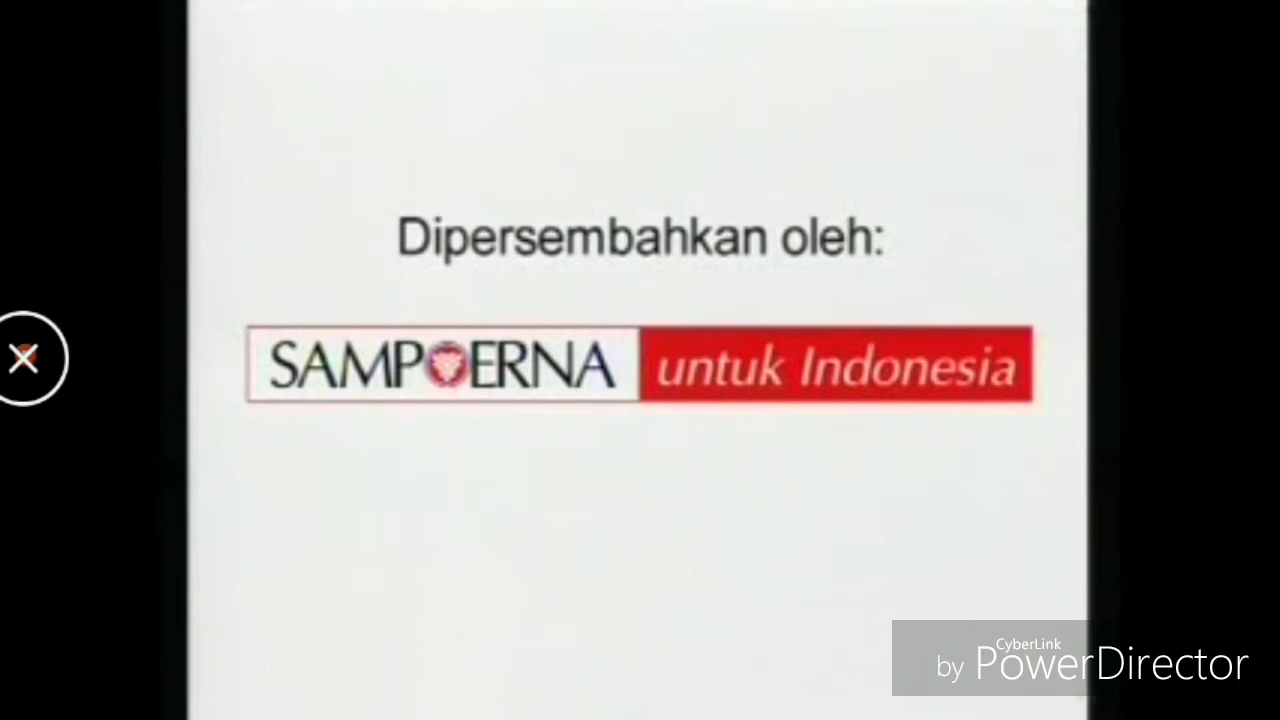 Dipersembahkan oleh:
SAMPOERNA untuk Indonesia
CyberLink
by PowerDirector